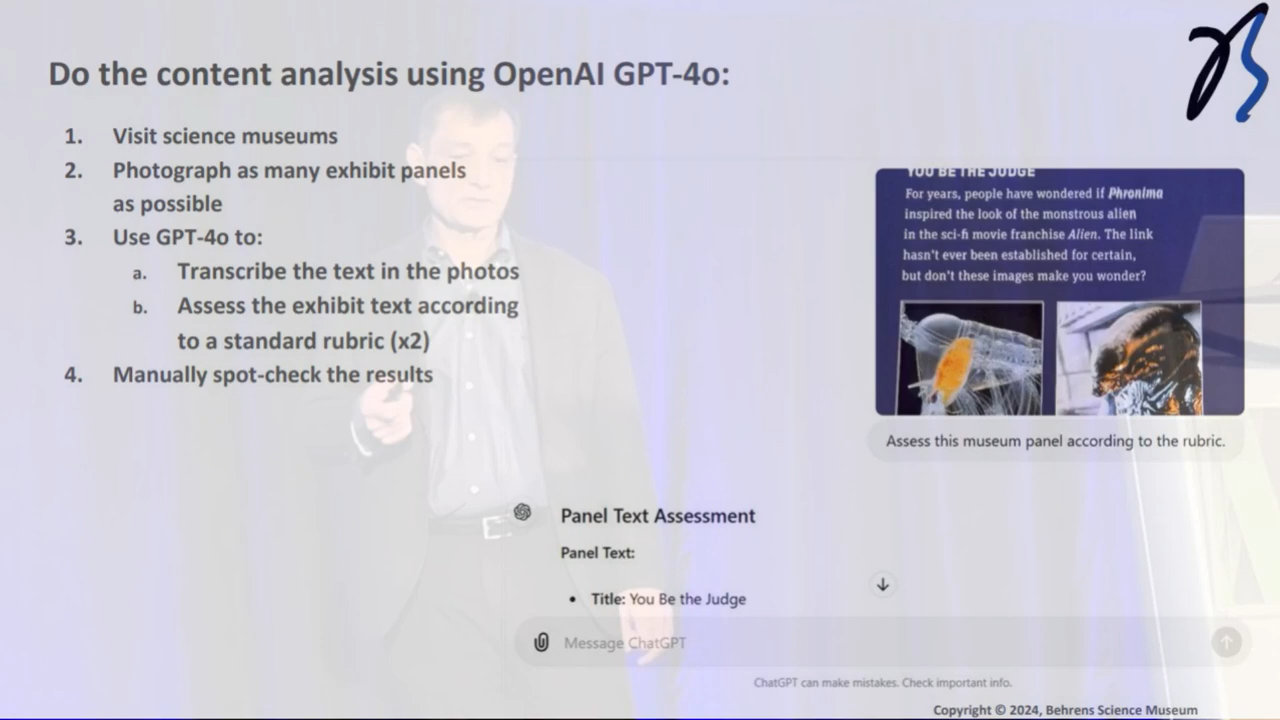 Do the content analysis using OpenAI GPT-4o:
1. Visit science museums
2. Photograph as many exhibit panels
as possible
3. Use GPT-4o to:
a. Transcribe the text in the photos
b. Assess the exhibit text according
to a standard rubric (x2)
4. Manually spot-check the results
YOU BE THE JUDGE
For years, people have wondered if Phronima
inspired the look of the monstrous alien
in the sci-fi movie franchise Alien. The link
hasn't ever been established for certain,
but don't these images make you wonder?
Assess this museum panel according to the rubric.
Panel Text Assessment
Panel Text:
• Title: You Be the Judge
Message ChatGPT
ChatGPT can make mistakes. Check important info.
Copyright © 2024, Behrens Science Museum